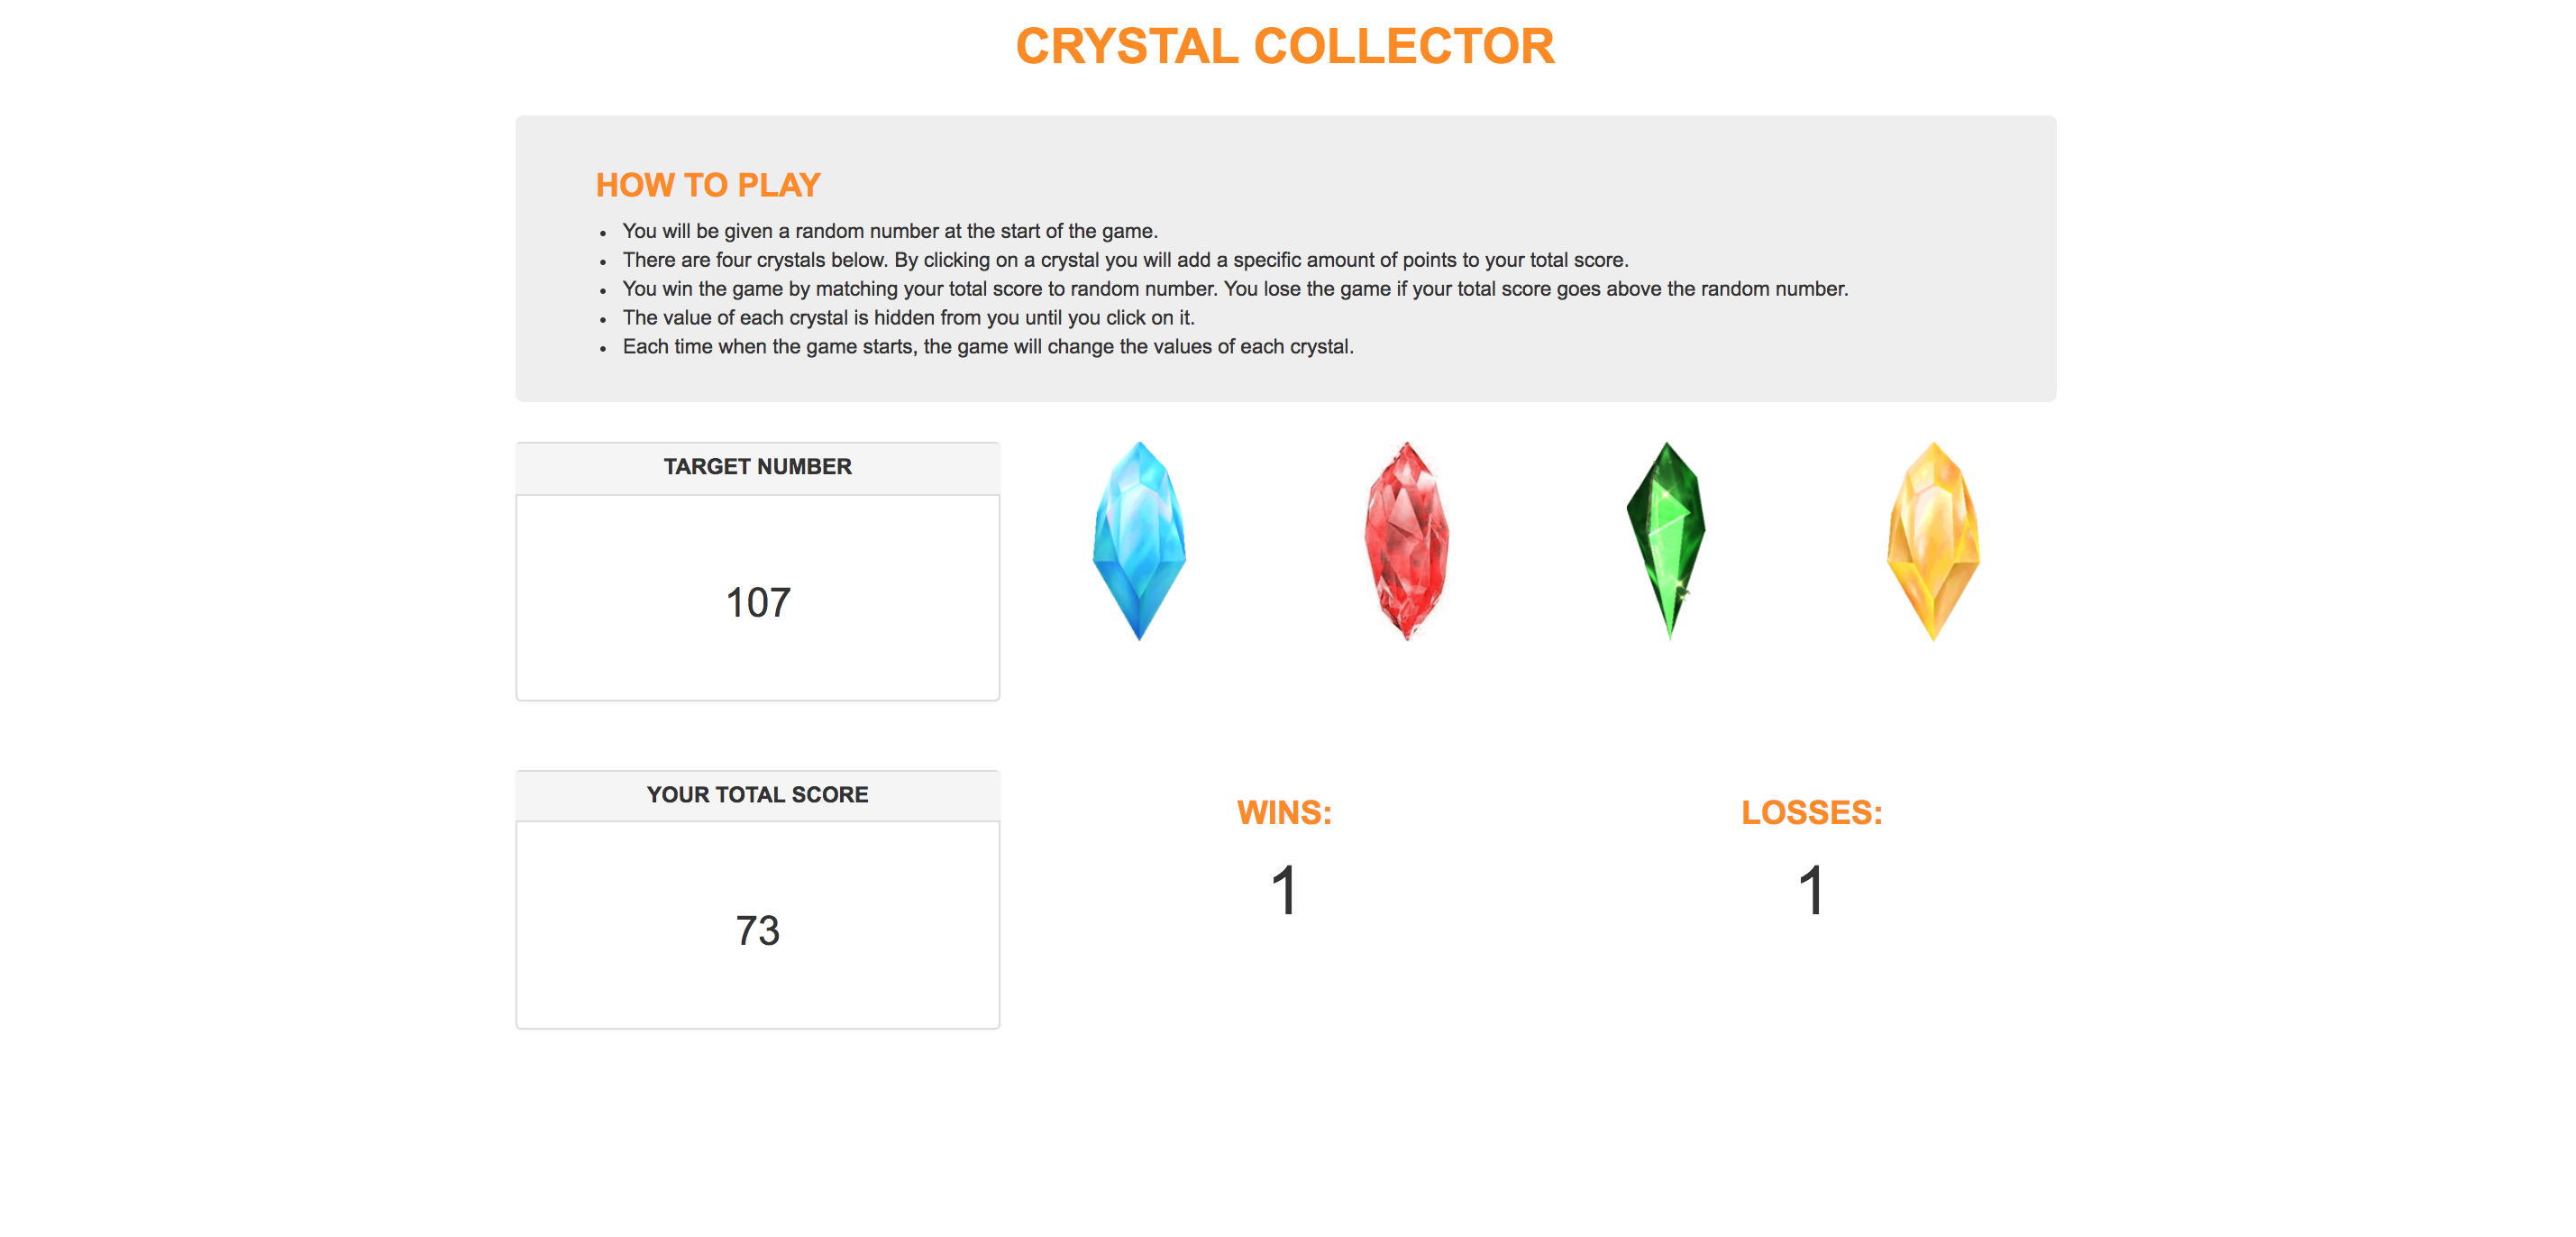 CRYSTAL COLLECTOR
HOW TO PLAY
• You will be given a random number at the start of the game.
• There are four crystals below. By clicking on a crystal you will add a specific amount of points to your total score.
• You win the game by matching your total score to random number. You lose the game if your total score goes above the random number.
• The value of each crystal is hidden from you until you click on it.
• Each time when the game starts, the game will change the values of each crystal.
TARGET NUMBER
107
YOUR TOTAL SCORE
73
WINS:
1
LOSSES:
1